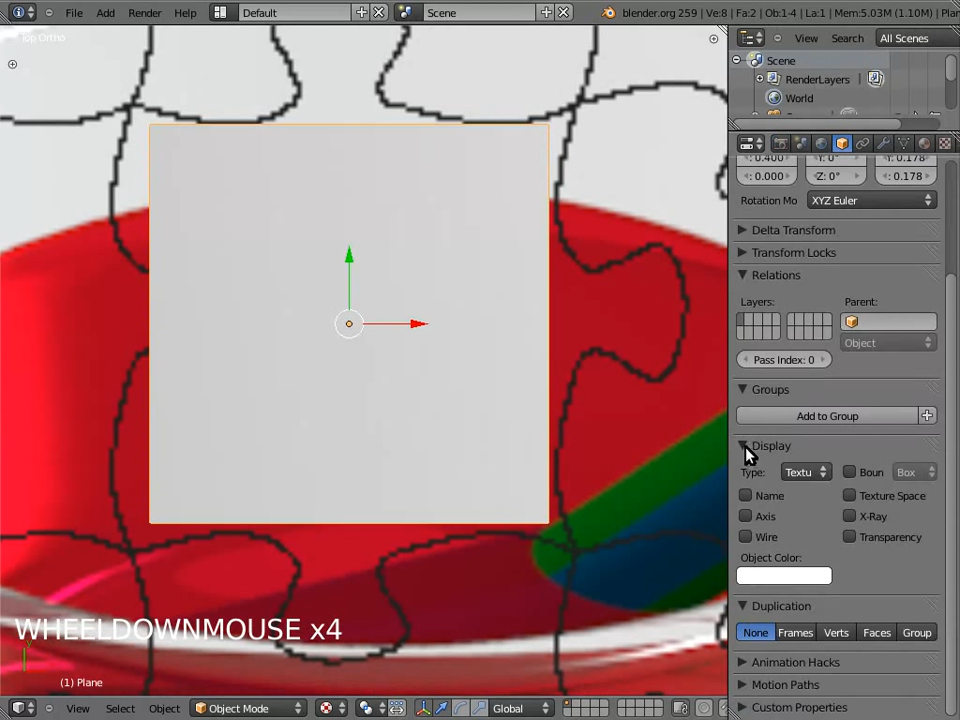 File Add Render Help Default Scene blender.org 259 | Ve:8 | Fa:2 | Ob:1-4 | La:1 | Mem:5.03M (1.10M) | Plar
Top Ortho
View Search All Scenes
Scene
RenderLayers
World
: 0.400 Y: 0° Y: 0.178
: 0.000 Z: 0° : 0.178
Rotation Mo XYZ Euler
Delta Transform
Transform Locks
Relations
Layers: Parent:
Object
Pass Index: 0
Groups
Add to Group
Display
Type: Textu Boun Box
Name Texture Space
Axis X-Ray
Wire Transparency
Object Color:
Duplication
None Frames Verts Faces Group
Animation Hacks
Motion Paths
Custom Properties
WHEELDOWNMOUSE x4
(1) Plane
View Select Object Object Mode Global